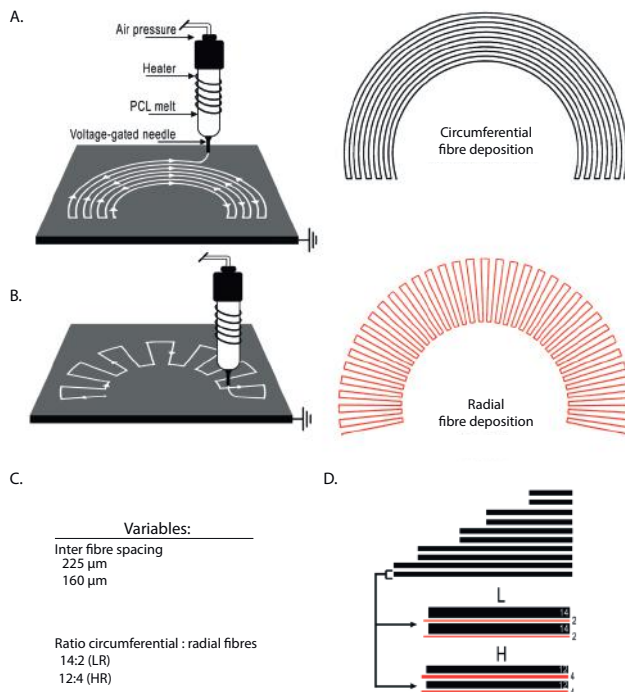 A.
Air pressure
Heater
PCL melt
Voltage-gated needle
Circumferential
fibre deposition
B.
Radial
fibre deposition
C.
Variables:
Inter fibre spacing
225 µm
160 µm
Ratio circumferential : radial fibres
14:2 (LR)
12:4 (HR)
D.
L
14
2
14
2
H
12
4
12